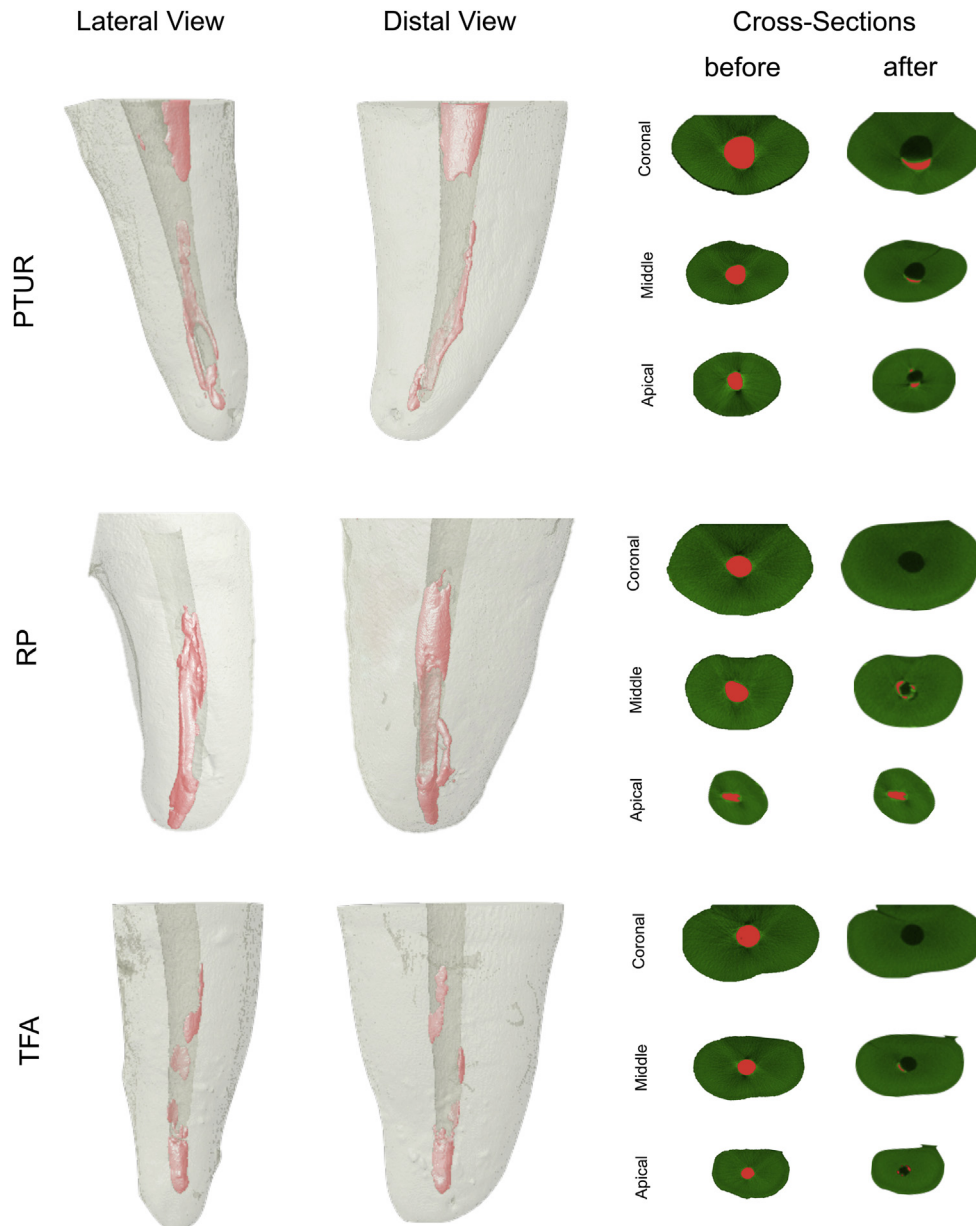 Lateral View
Distal View
Cross-Sections
before
after
PTUR
Coronal
Middle
Apical
RP
Coronal
Middle
Apical
TFA
Coronal
Middle
Apical